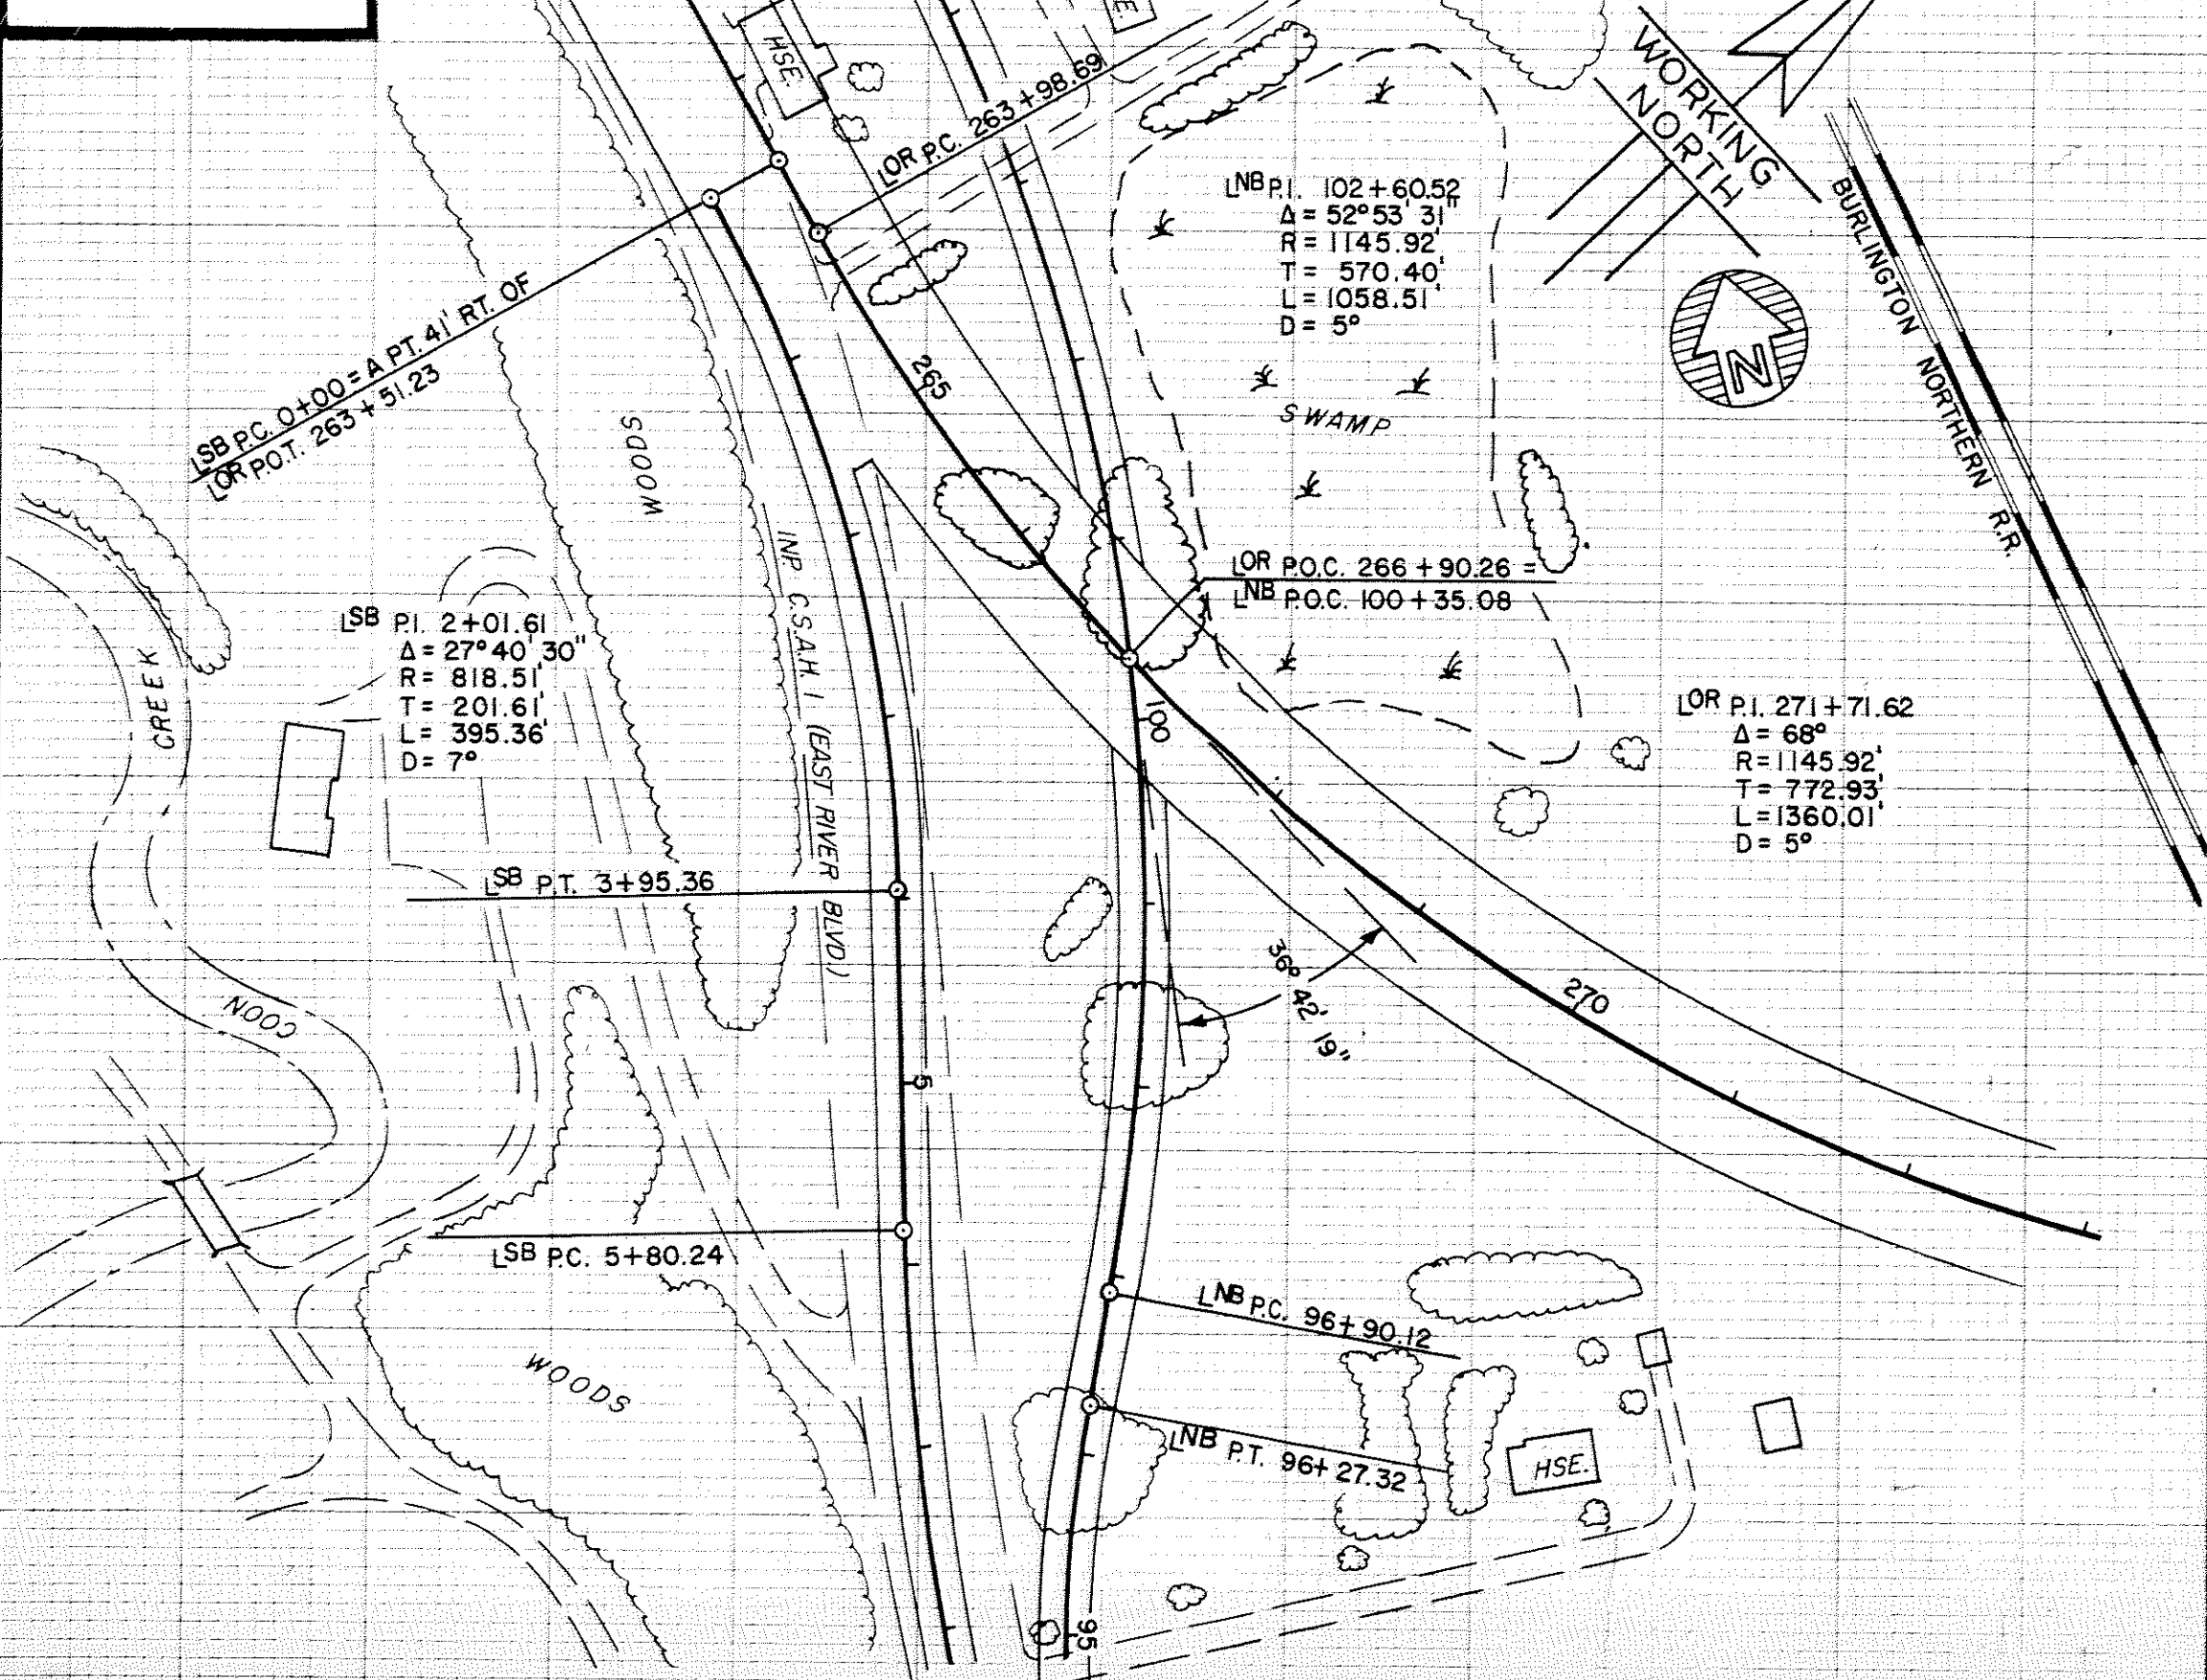 HSE.
E.
LOR P.C. 263+98.69
WORKING
NORTH
N
BURLINGTON NORTHERN R.R.
LNB P.I. 102+60.52
Δ = 52°53'31"
R = 1145.92'
T = 570.40'
L = 1058.51'
D = 5°
SWAMP
LSB P.C. 0+00 = A PT. 41' RT. OF
LOR P.O.T. 263+51.23
265
WOODS
INP. C.S.A.H. 1 (EAST RIVER BLVD.)
LOR P.O.C. 266+90.26 =
LNB P.O.C. 100+35.08
LSB P.I. 2+01.61
Δ = 27°40'30"
R = 818.51'
T = 201.61'
L = 395.36'
D = 7°
CREEK
100
LOR P.I. 271+71.62
Δ = 68°
R = 1145.92'
T = 772.93'
L = 1360.01'
D = 5°
LSB P.T. 3+95.36
36° 42' 19"
270
COON
5
LSB P.C. 5+80.24
LNB P.C. 96+90.12
WOODS
LNB P.T. 96+27.32
HSE.
95